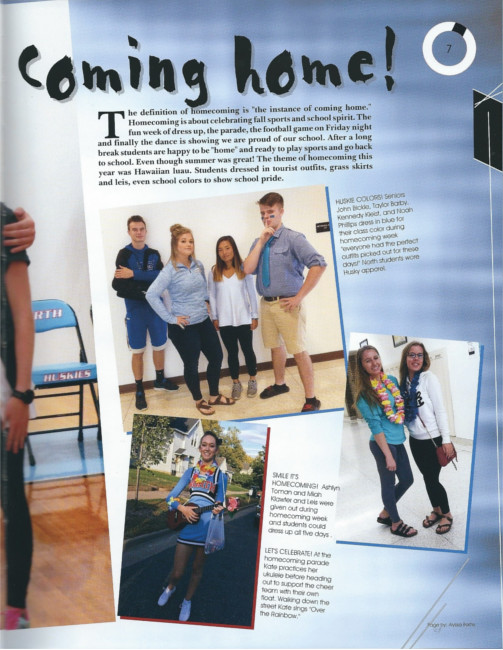 Coming home!
7
The definition of homecoming is "the instance of coming home."
Homecoming is about celebrating fall sports and school spirit. The
fun week of dress up, the parade, the football game on Friday night
and finally the dance is showing we are proud of our school. After a long
break students are happy to be "home" and ready to play sports and go back
to school. Even though summer was great! The theme of homecoming this
year was Hawaiian luau. Students dressed in tourist outfits, grass skirts
and leis, even school colors to show school pride.
HUSKIE COLORS! Seniors
John Bickle, Taylor Barby,
Kennedy Kleist, and Noah
Phillips dress in blue for
their class color during
homecoming week
"everyone had the perfect
outfits picked out for these
days!" North students wore
Husky apparel.
RTH
HUSKIES
SMILE IT'S
HOMECOMING! Ashlyn
Toman and Miah
Klawter and Leis were
given out during
homecoming week
and students could
dress up all five days.
LET'S CELEBRATE! At the
homecoming parade
Kate practices her
ukulele before heading
out to support the cheer
team with their own
float. Walking down the
street Kate sings "Over
the Rainbow."
Page by: